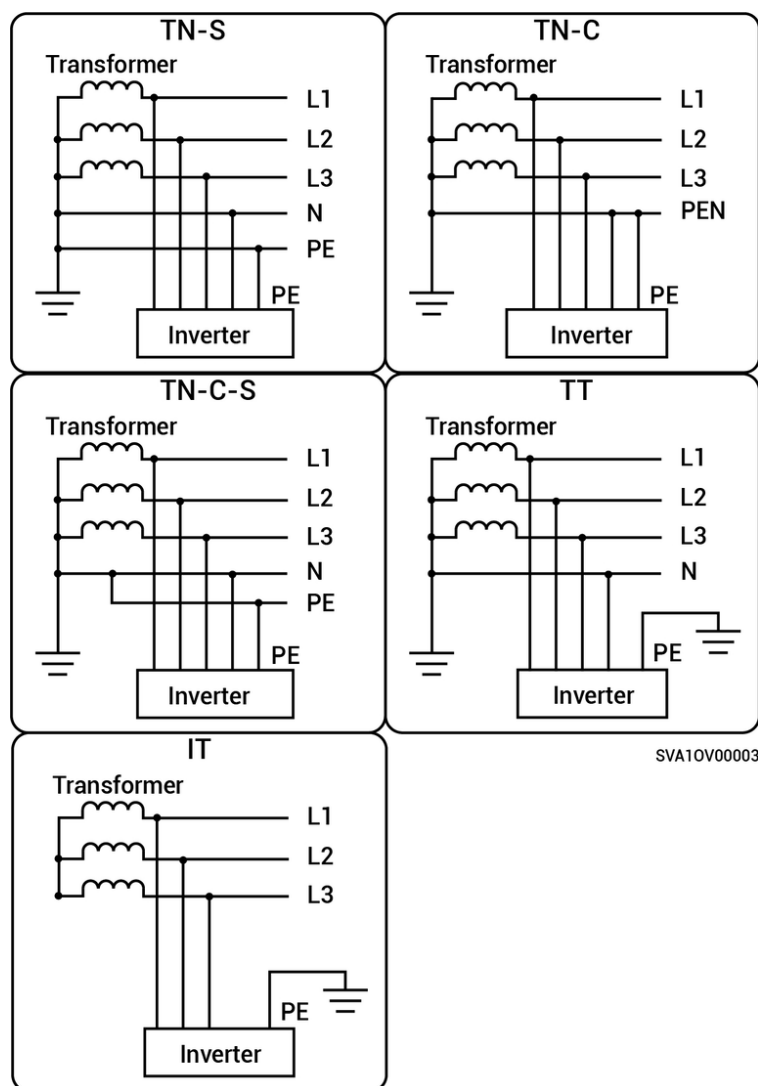 TN-S
Transformer
L1
L2
L3
N
PE
PE
Inverter
TN-C
Transformer
L1
L2
L3
PEN
PE
Inverter
TN-C-S
Transformer
L1
L2
L3
N
PE
PE
Inverter
TT
Transformer
L1
L2
L3
N
PE
Inverter
IT
Transformer
L1
L2
L3
PE
Inverter
SVA1OV00003